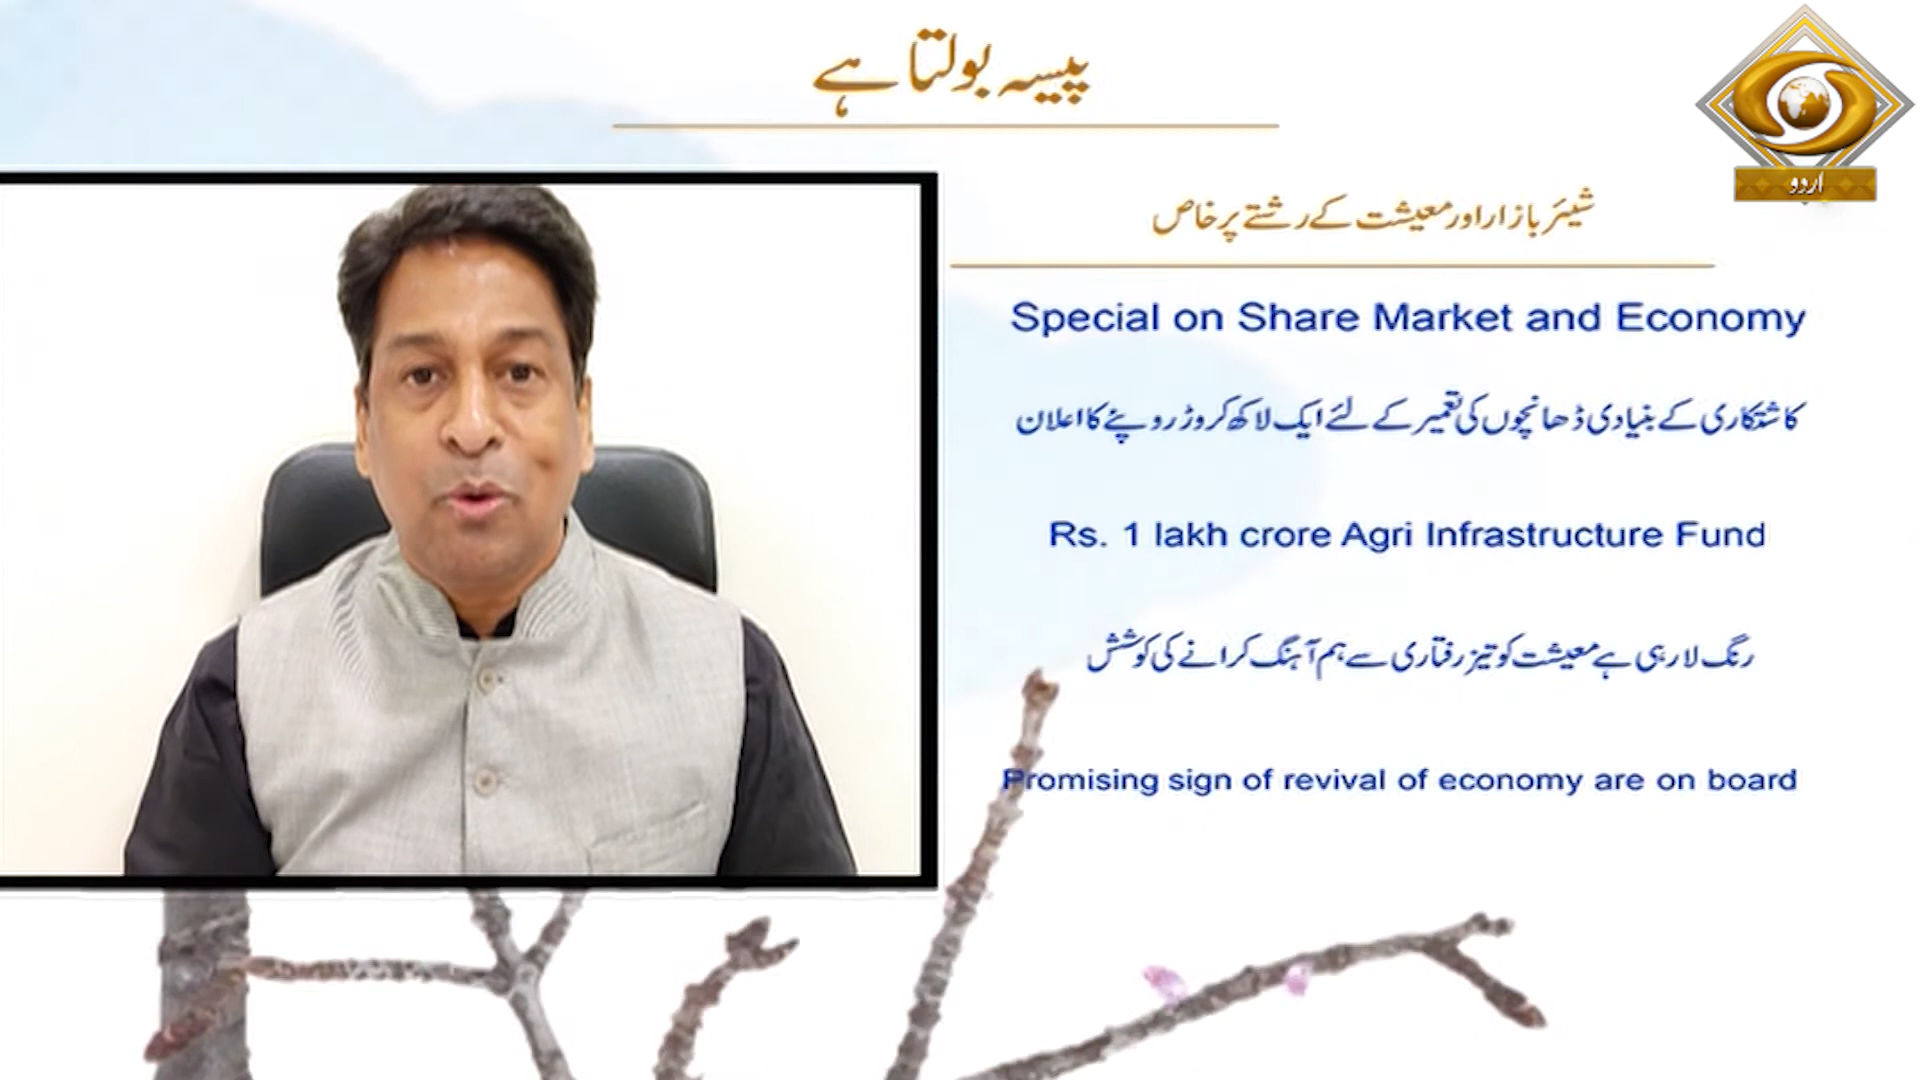 پیسہ بولتا ہے
اردو
شیئر بازار اور معیشت کے رشتے پر خاص
Special on Share Market and Economy
کاشتکاری کے بنیادی ڈھانچوں کی تعمیر کے لئے ایک لاکھ کروڑ روپئے کا اعلان
Rs. 1 lakh crore Agri Infrastructure Fund
رنگ لا رہی ہے معیشت کو تیز رفتاری سے ہم آہنگ کرانے کی کوشش
Promising sign of revival of economy are on board